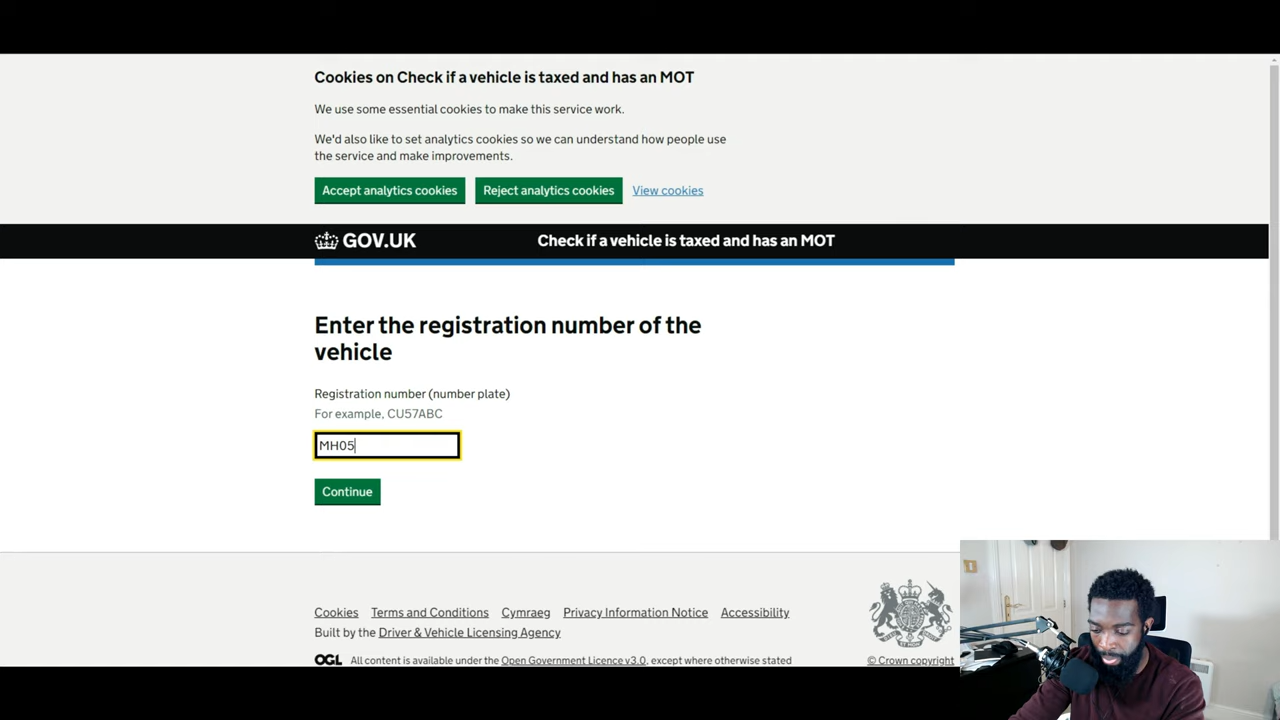 Cookies on Check if a vehicle is taxed and has an MOT
We use some essential cookies to make this service work.
We'd also like to set analytics cookies so we can understand how people use
the service and make improvements.
Accept analytics cookies Reject analytics cookies View cookies
GOV.UK Check if a vehicle is taxed and has an MOT
Enter the registration number of the
vehicle
Registration number (number plate)
For example, CU57ABC
MH05
Continue
Cookies Terms and Conditions Cymraeg Privacy Information Notice Accessibility
Built by the Driver & Vehicle Licensing Agency
OGL All content is available under the Open Government Licence v3.0, except where otherwise stated
© Crown copyright